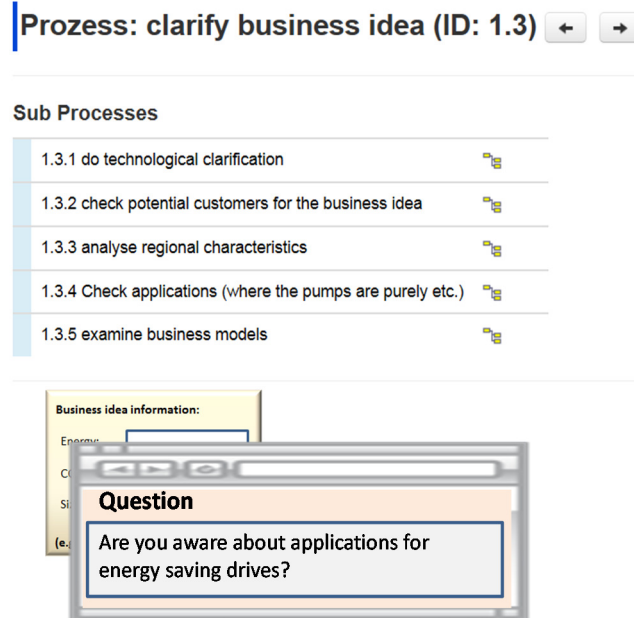 Prozess: clarify business idea (ID: 1.3)
Sub Processes
1.3.1 do technological clarification
1.3.2 check potential customers for the business idea
1.3.3 analyse regional characteristics
1.3.4 Check applications (where the pumps are purely etc.)
1.3.5 examine business models
Business idea information:
Energy:
Question
Are you aware about applications for
energy saving drives?